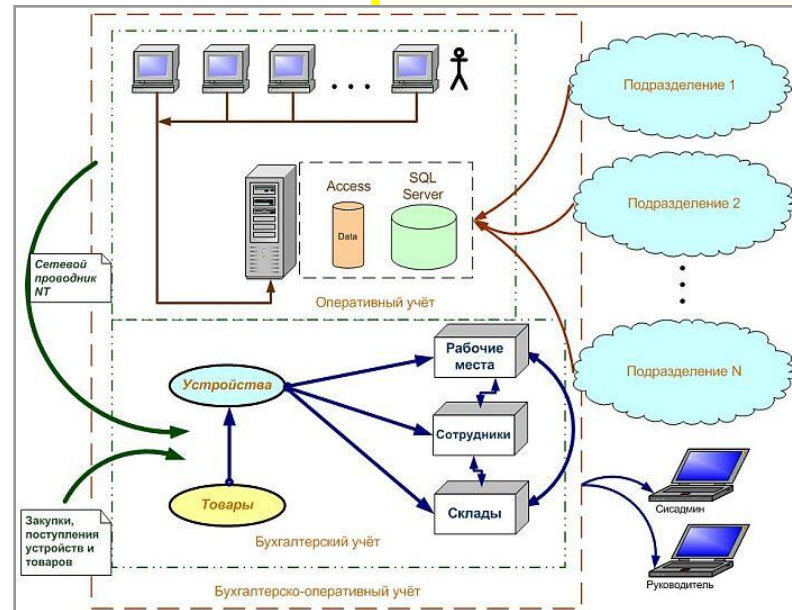 Подразделение 1
Access
SQL
Server
Data
Подразделение 2
Сетевой
проводник
NT
Оперативный учёт
Рабочие
места
Подразделение N
Устройства
Сотрудники
Товары
Склады
Сисадмин
Закупки,
поступления
устройств и
товаров
Бухгалтерский учёт
Руководитель
Бухгалтерско-оперативный учёт